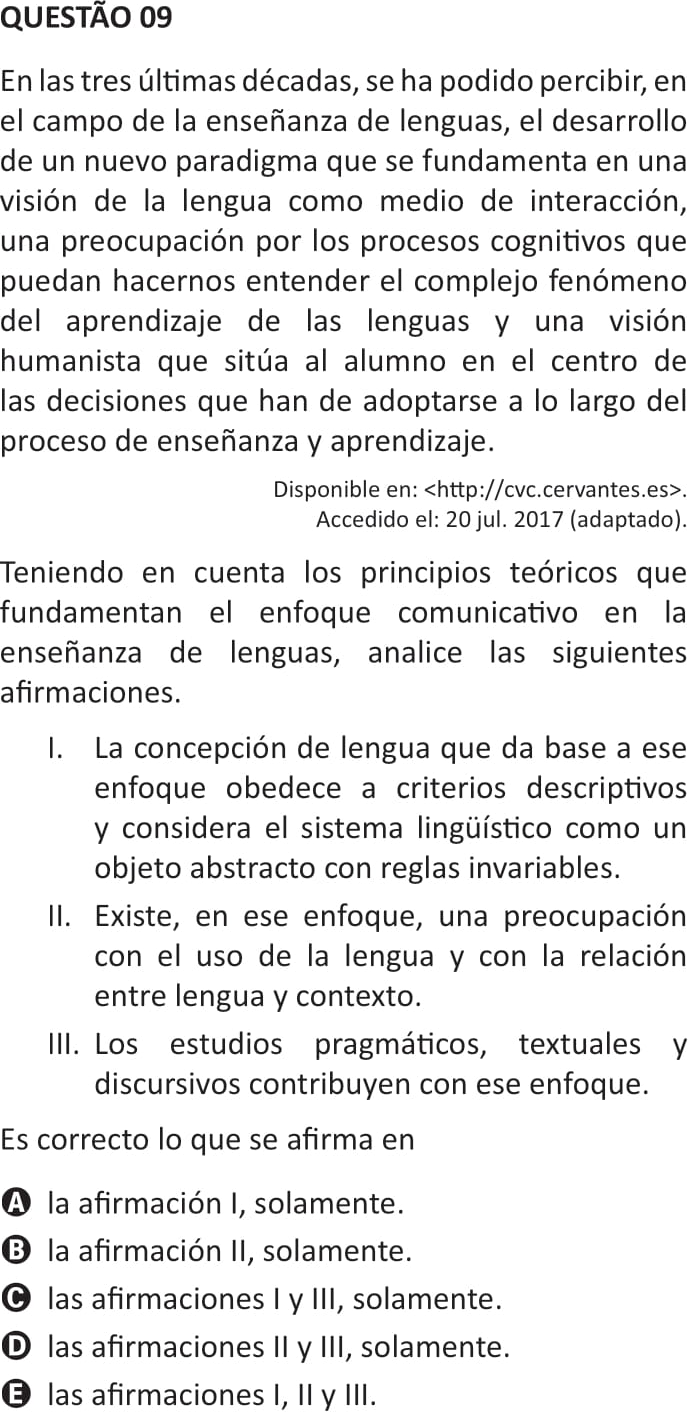 QUESTÃO 09
En las tres últimas décadas, se ha podido percibir, en
el campo de la enseñanza de lenguas, el desarrollo
de un nuevo paradigma que se fundamenta en una
visión de la lengua como medio de interacción,
una preocupación por los procesos cognitivos que
puedan hacernos entender el complejo fenómeno
del aprendizaje de las lenguas y una visión
humanista que sitúa al alumno en el centro de
las decisiones que han de adoptarse a lo largo del
proceso de enseñanza y aprendizaje.
Disponible en: <http://cvc.cervantes.es>.
Accedido el: 20 jul. 2017 (adaptado).
Teniendo en cuenta los principios teóricos que
fundamentan el enfoque comunicativo en la
enseñanza de lenguas, analice las siguientes
afirmaciones.
I. La concepción de lengua que da base a ese
enfoque obedece a criterios descriptivos
y considera el sistema lingüístico como un
objeto abstracto con reglas invariables.
II. Existe, en ese enfoque, una preocupación
con el uso de la lengua y con la relación
entre lengua y contexto.
III. Los estudios pragmáticos, textuales y
discursivos contribuyen con ese enfoque.
Es correcto lo que se afirma en
A la afirmación I, solamente.
B la afirmación II, solamente.
C las afirmaciones I y III, solamente.
D las afirmaciones II y III, solamente.
E las afirmaciones I, II y III.